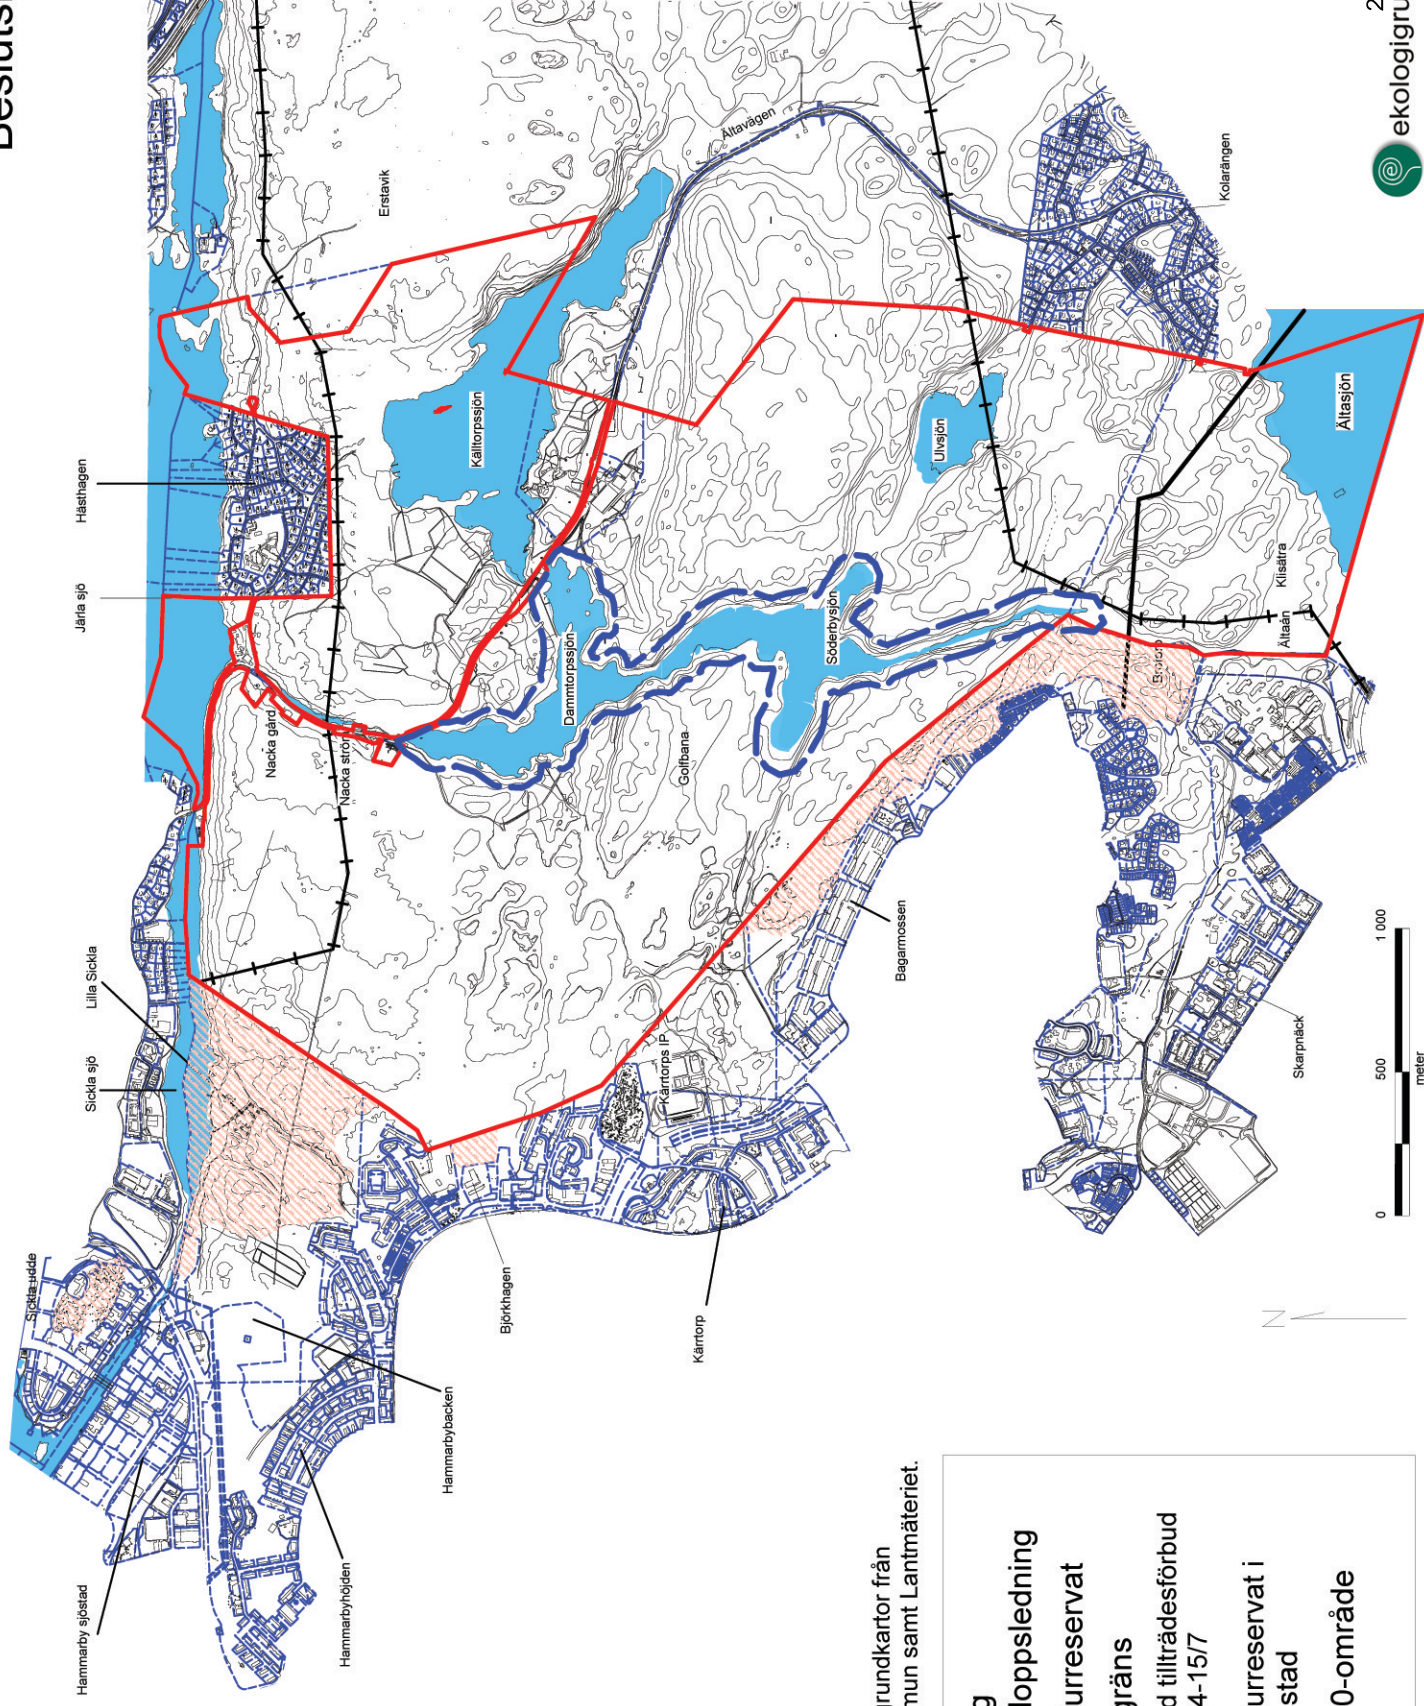 Beslutsk
Erstavik
Ältavägen
Kolarängen
2
ekologigru
Hästhagen
Järla sjö
Källtorpssjön
Ulvsjön
Ältasjön
Nacka gård
Nacka ström
Dammtorpssjön
Söderbysjön
Klisätra
Ältaån
Golfbana
Lilla Sickla
Sickla sjö
Bagarmossen
Skarpnäck
Kärrtorps IP
Sickla udde
Björkhagen
Kärrtorp
Hammarbybacken
Hammarby sjöstad
Hammarbyhöjden
0 500 1 000
meter
N
grundkartor från
mun samt Lantmäteriet.
g
loppsledning
urreservat
gräns
d tillträdesförbud
4-15/7
urreservat i
stad
0-område